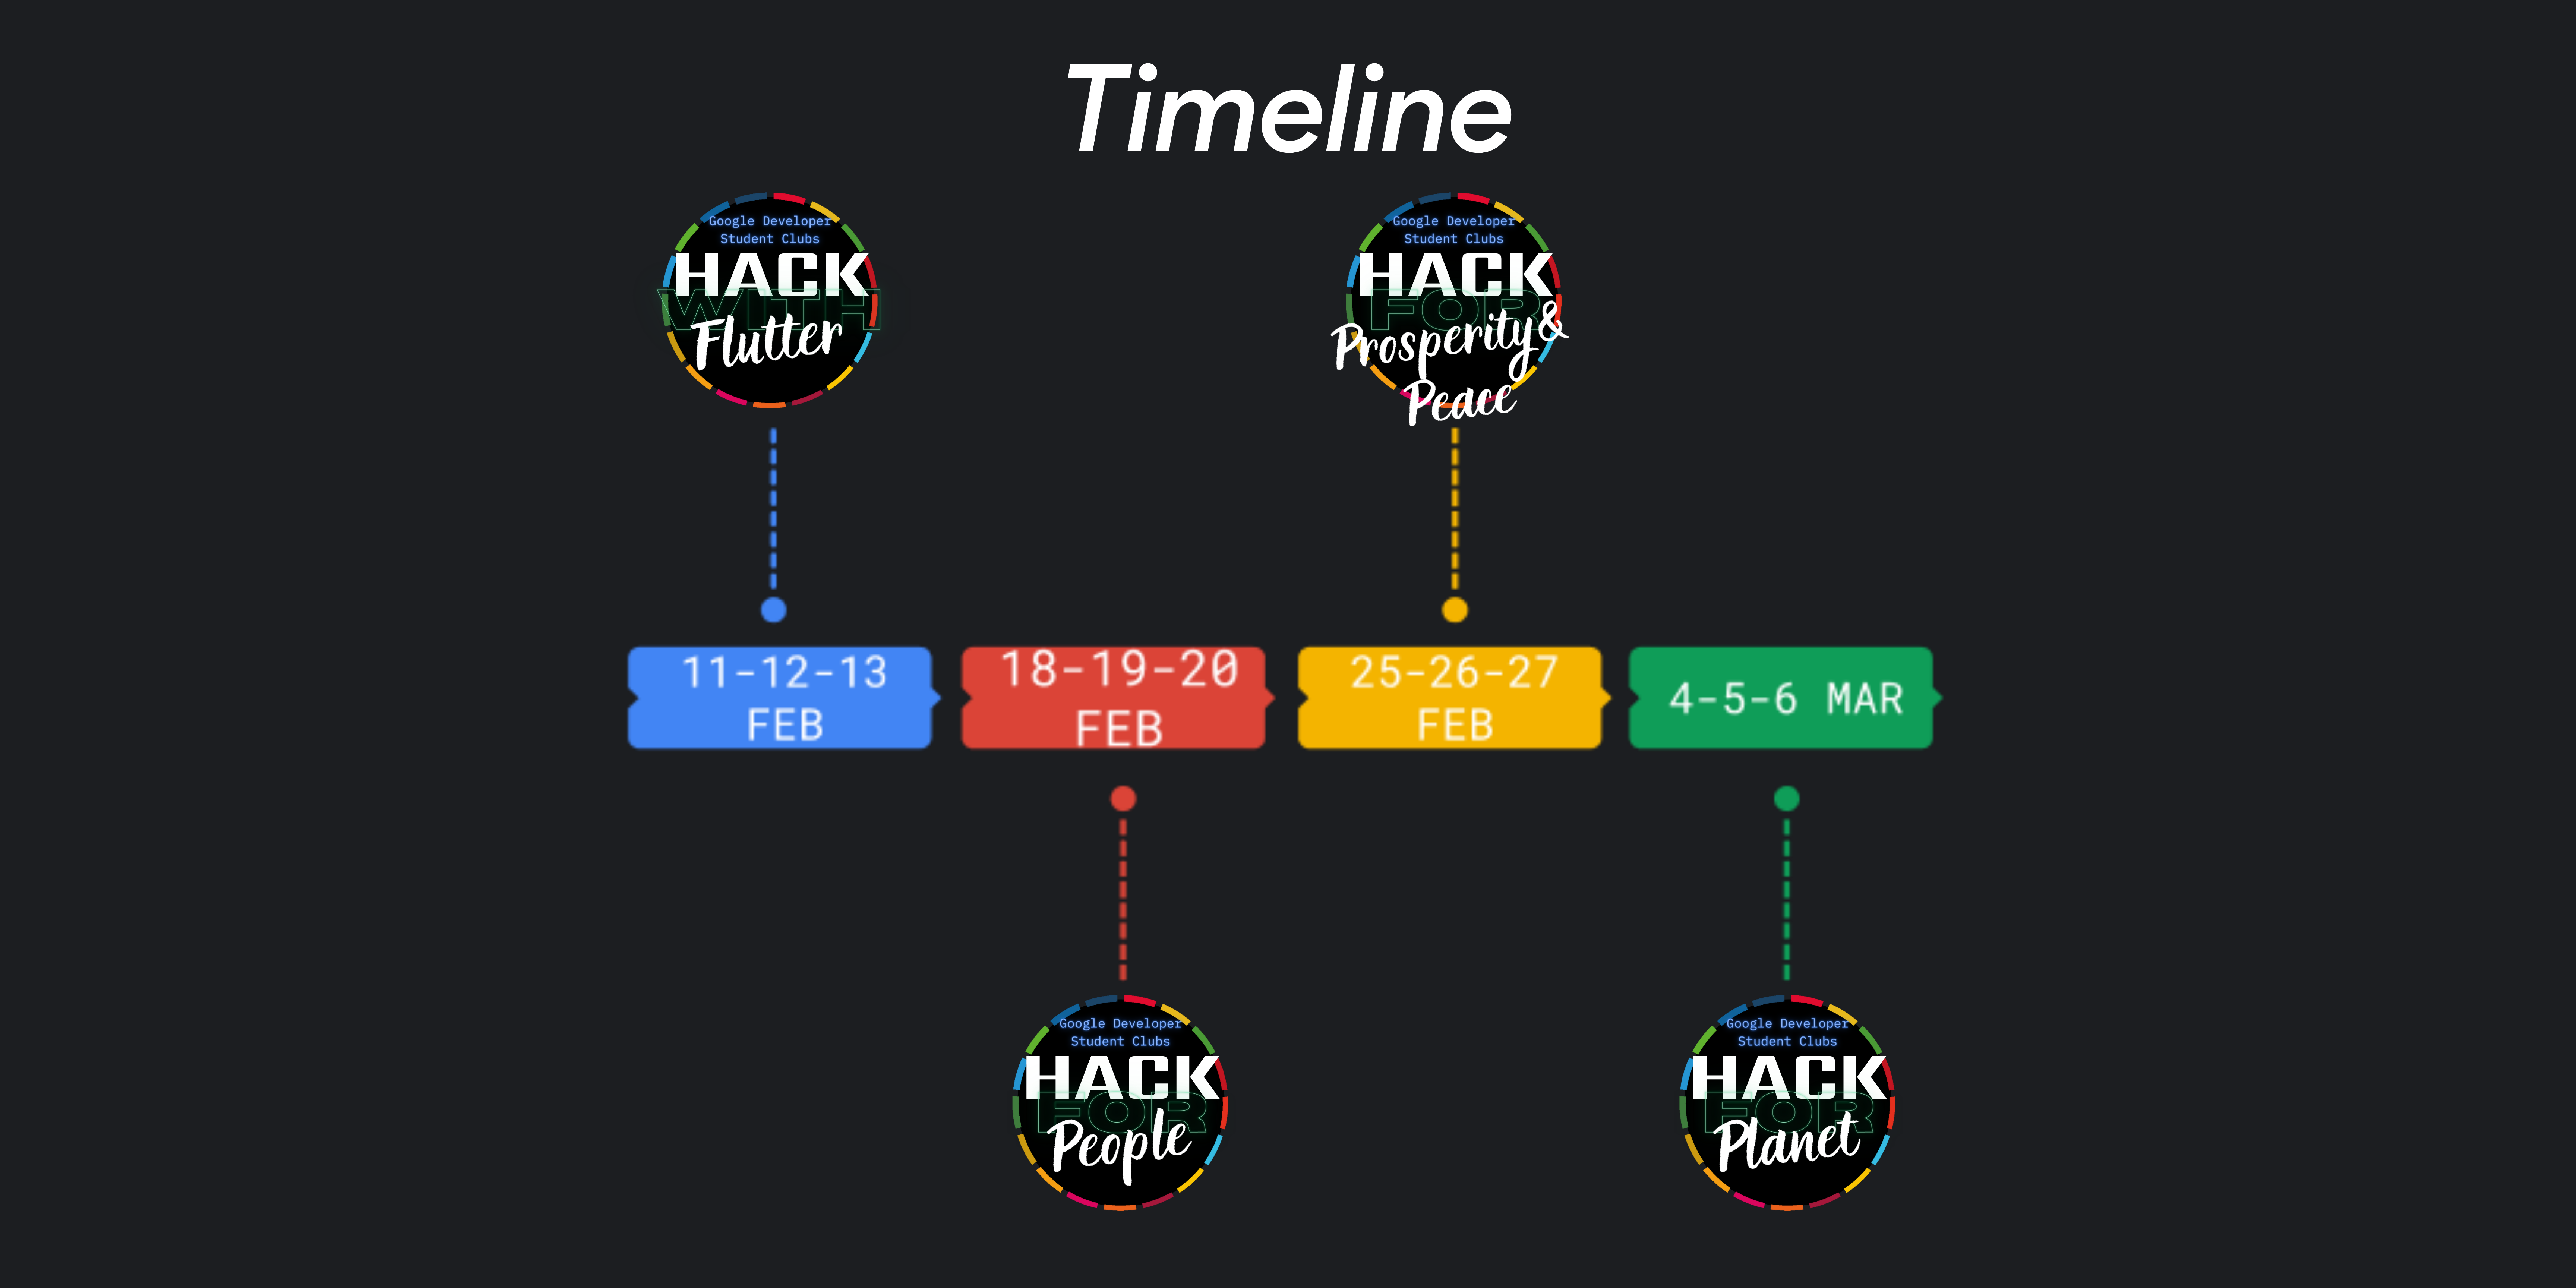 Timeline
Google Developer
Student Clubs
HACK
WITH
Flutter
Google Developer
Student Clubs
HACK
FOR
Prosperity &
Peace
11-12-13
FEB
18-19-20
FEB
25-26-27
FEB
4-5-6 MAR
Google Developer
Student Clubs
HACK
FOR
People
Google Developer
Student Clubs
HACK
FOR
Planet